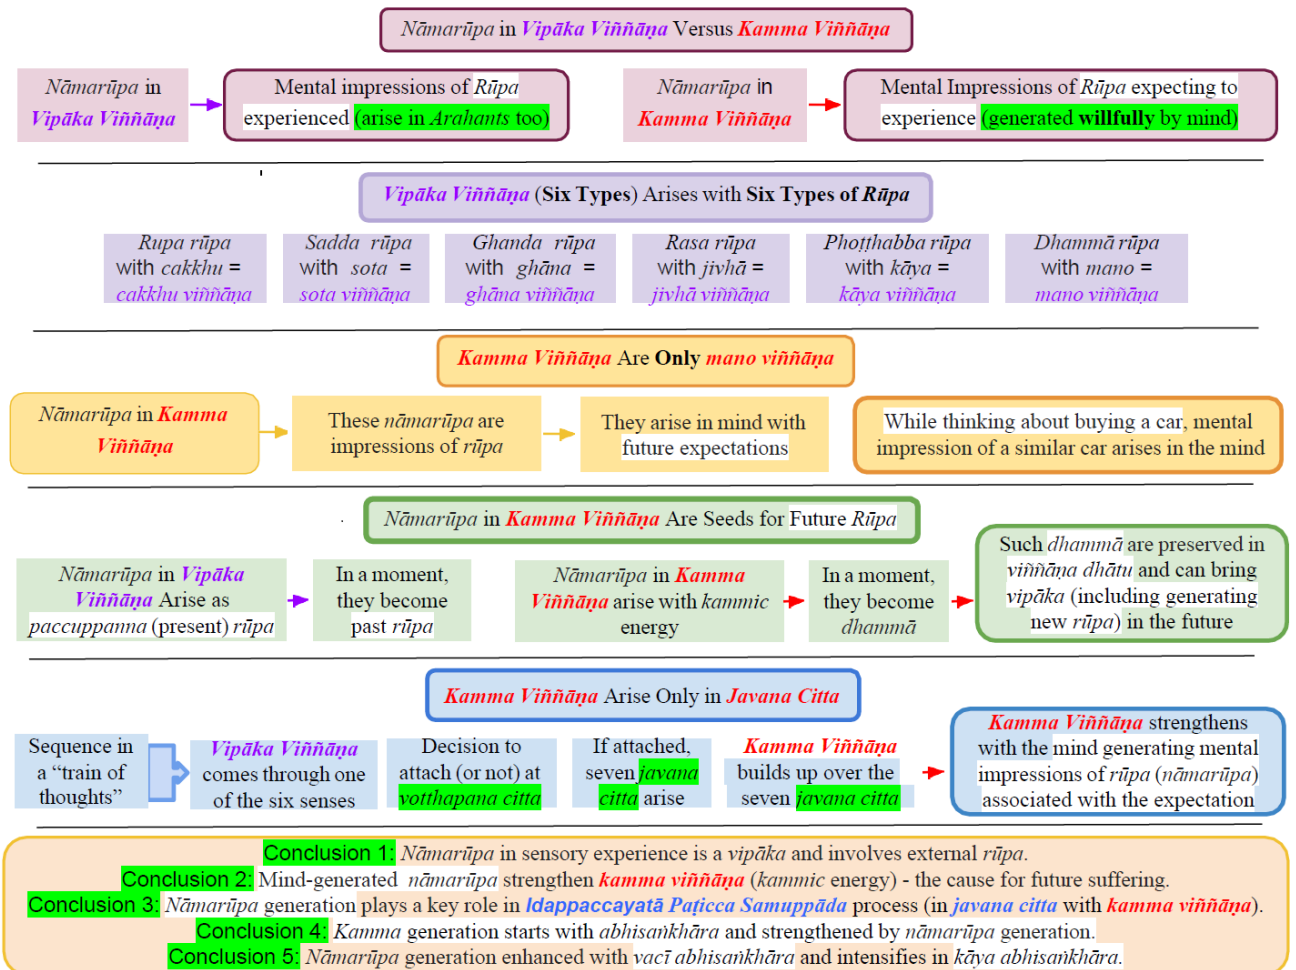 Nāmarūpa in Vipāka Viññāṇa Versus Kamma Viññāṇa
Nāmarūpa in
Vipāka Viññāṇa
Mental impressions of Rūpa
experienced (arise in Arahants too)
Nāmarūpa in
Kamma Viññāṇa
Mental Impressions of Rūpa expecting to
experience (generated willfully by mind)
Vipāka Viññāṇa (Six Types) Arises with Six Types of Rūpa
Rupa rūpa
with cakkhu =
cakkhu viññāṇa
Sadda rūpa
with sota =
sota viññāṇa
Ghanda rūpa
with ghāna =
ghāna viññāṇa
Rasa rūpa
with jivhā =
jivhā viññāṇa
Phoṭṭhabba rūpa
with kāya =
kāya viññāṇa
Dhammā rūpa
with mano =
mano viññāṇa
Kamma Viññāṇa Are Only mano viññāṇa
Nāmarūpa in Kamma
Viññāṇa
These nāmarūpa are
impressions of rūpa
They arise in mind with
future expectations
While thinking about buying a car, mental
impression of a similar car arises in the mind
Nāmarūpa in Kamma Viññāṇa Are Seeds for Future Rūpa
Nāmarūpa in Vipāka
Viññāṇa Arise as
paccuppanna (present) rūpa
In a moment,
they become
past rūpa
Nāmarūpa in Kamma
Viññāṇa arise with kammic
energy
In a moment,
they become
dhammā
Such dhammā are preserved in
viññāṇa dhātu and can bring
vipāka (including generating
new rūpa) in the future
Kamma Viññāṇa Arise Only in Javana Citta
Sequence in
a “train of
thoughts”
Vipāka Viññāṇa
comes through one
of the six senses
Decision to
attach (or not) at
votthapana citta
If attached,
seven javana
citta arise
Kamma Viññāṇa
builds up over the
seven javana citta
Kamma Viññāṇa strengthens
with the mind generating mental
impressions of rūpa (nāmarūpa)
associated with the expectation
Conclusion 1: Nāmarūpa in sensory experience is a vipāka and involves external rūpa.
Conclusion 2: Mind-generated nāmarūpa strengthen kamma viññāṇa (kammic energy) - the cause for future suffering.
Conclusion 3: Nāmarūpa generation plays a key role in Idappaccayatā Paṭicca Samuppāda process (in javana citta with kamma viññāṇa).
Conclusion 4: Kamma generation starts with abhisaṅkhāra and strengthened by nāmarūpa generation.
Conclusion 5: Nāmarūpa generation enhanced with vacī abhisaṅkhāra and intensifies in kāya abhisaṅkhāra.